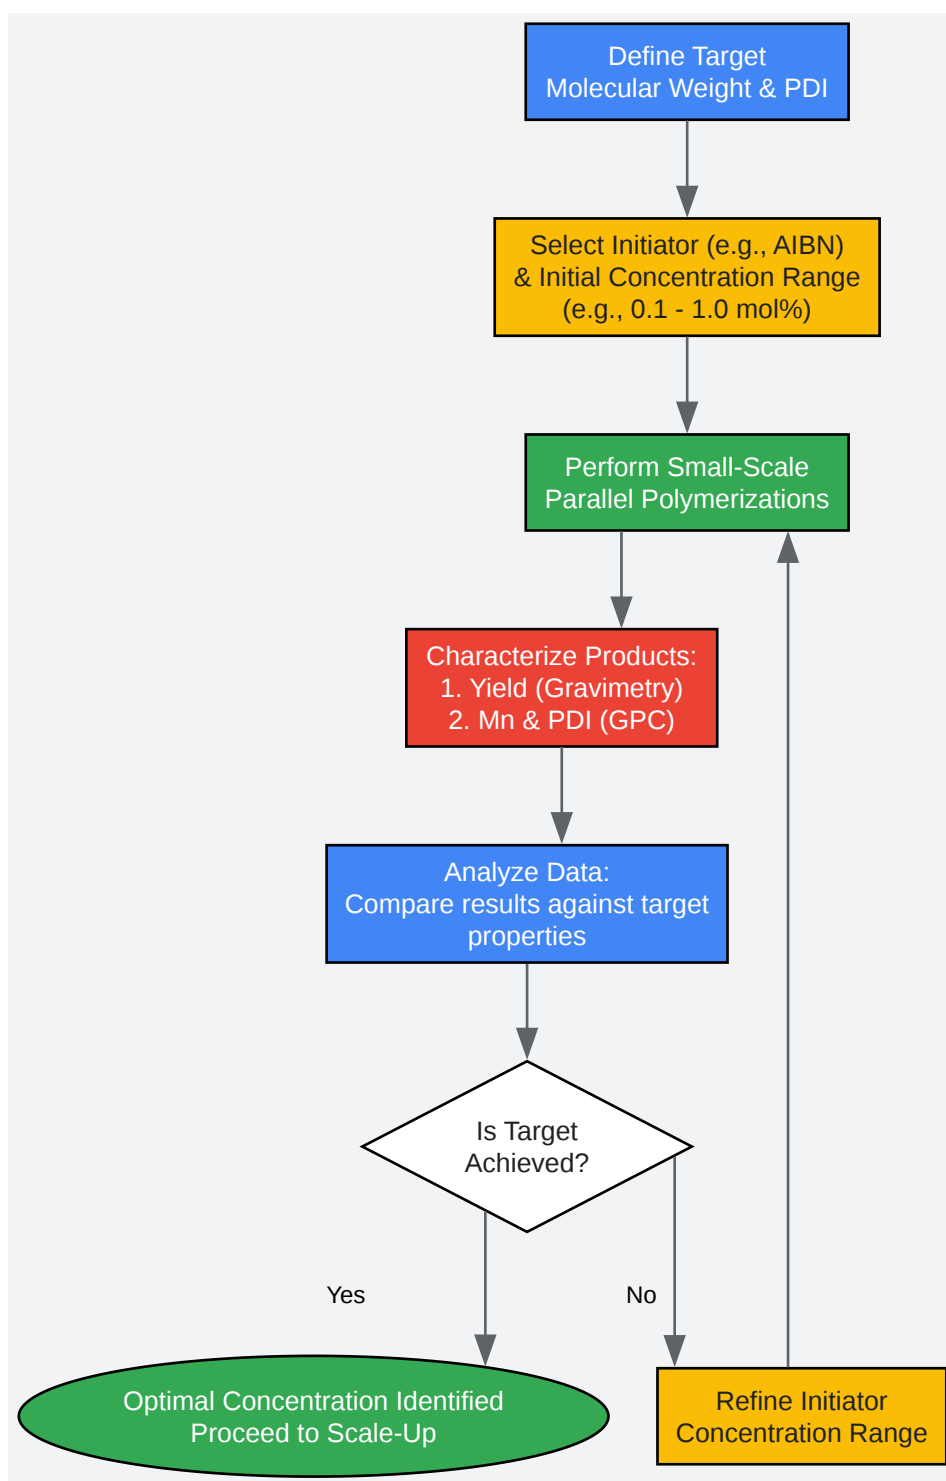 Define Target
Molecular Weight & PDI
Select Initiator (e.g., AIBN)
& Initial Concentration Range
(e.g., 0.1 - 1.0 mol%)
Perform Small-Scale
Parallel Polymerizations
Characterize Products:
1. Yield (Gravimetry)
2. Mn & PDI (GPC)
Analyze Data:
Compare results against target
properties
Is Target
Achieved?
Yes
No
Optimal Concentration Identified
Proceed to Scale-Up
Refine Initiator
Concentration Range